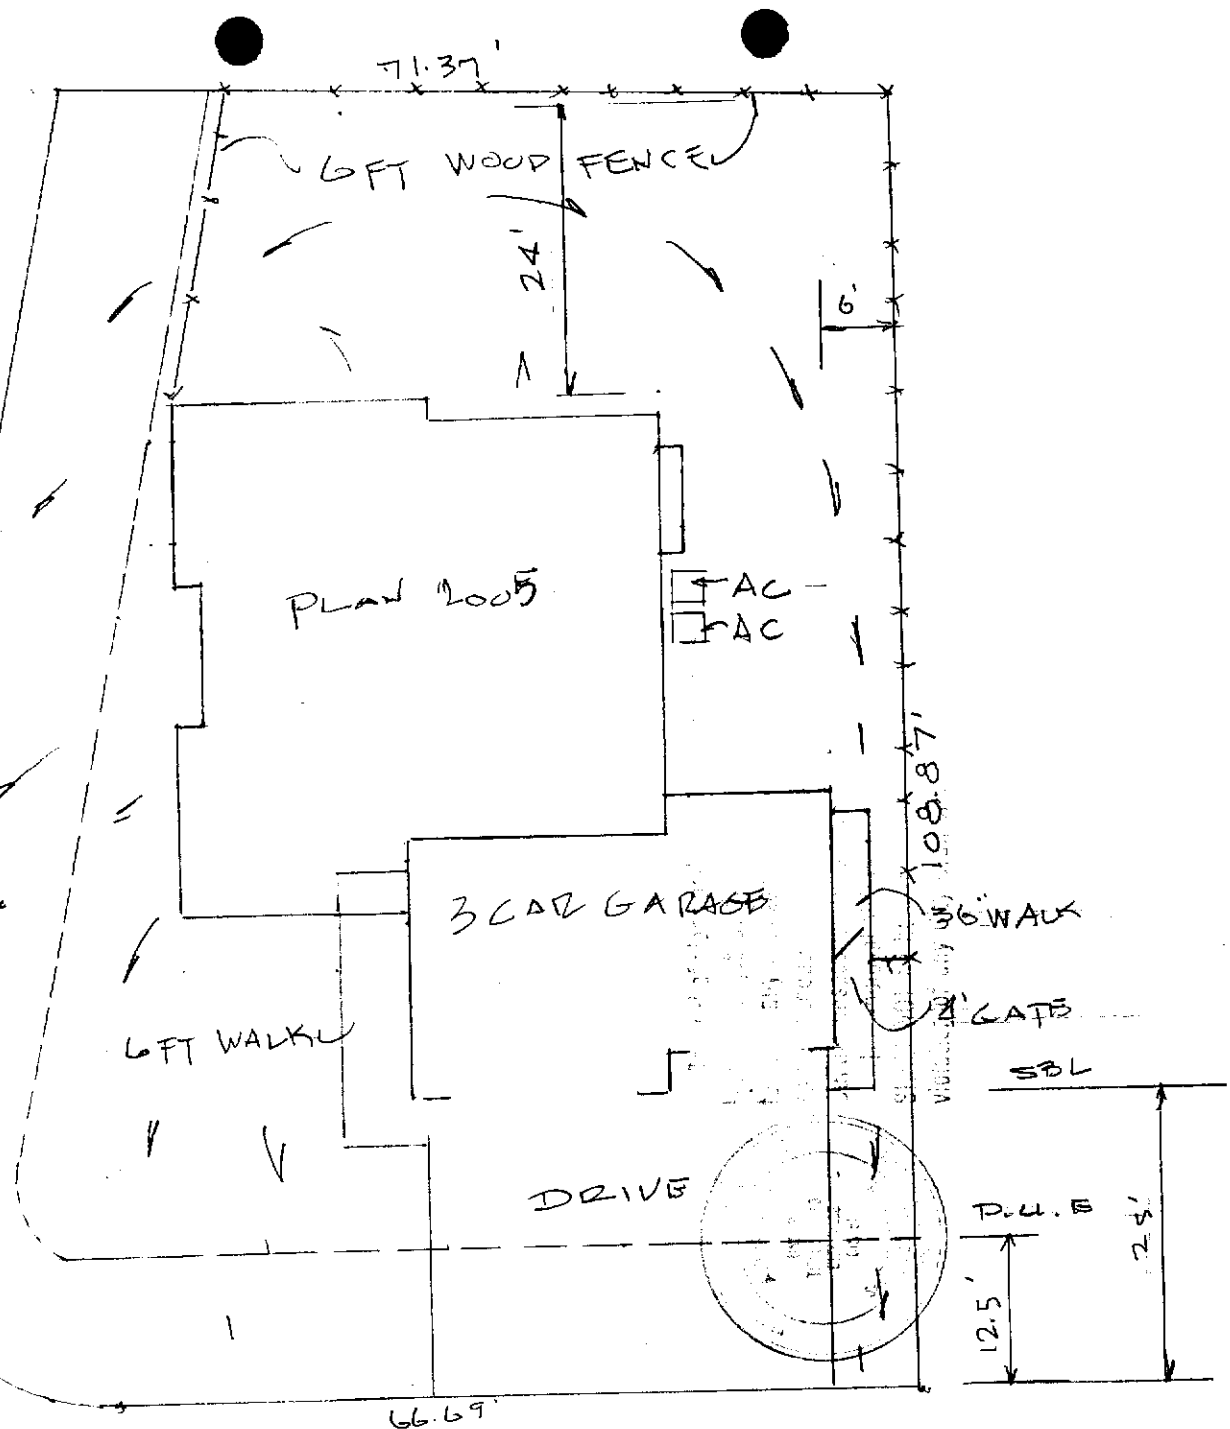 71.37'
6FT WOOD FENCE
24'
6'
PLAN 2005
AC
AC
108.87'
3 CAR GARAGE
36" WALK
GATE
6FT WALK
SBL
DRIVE
P.U.E
25'
12.5'
66.69'